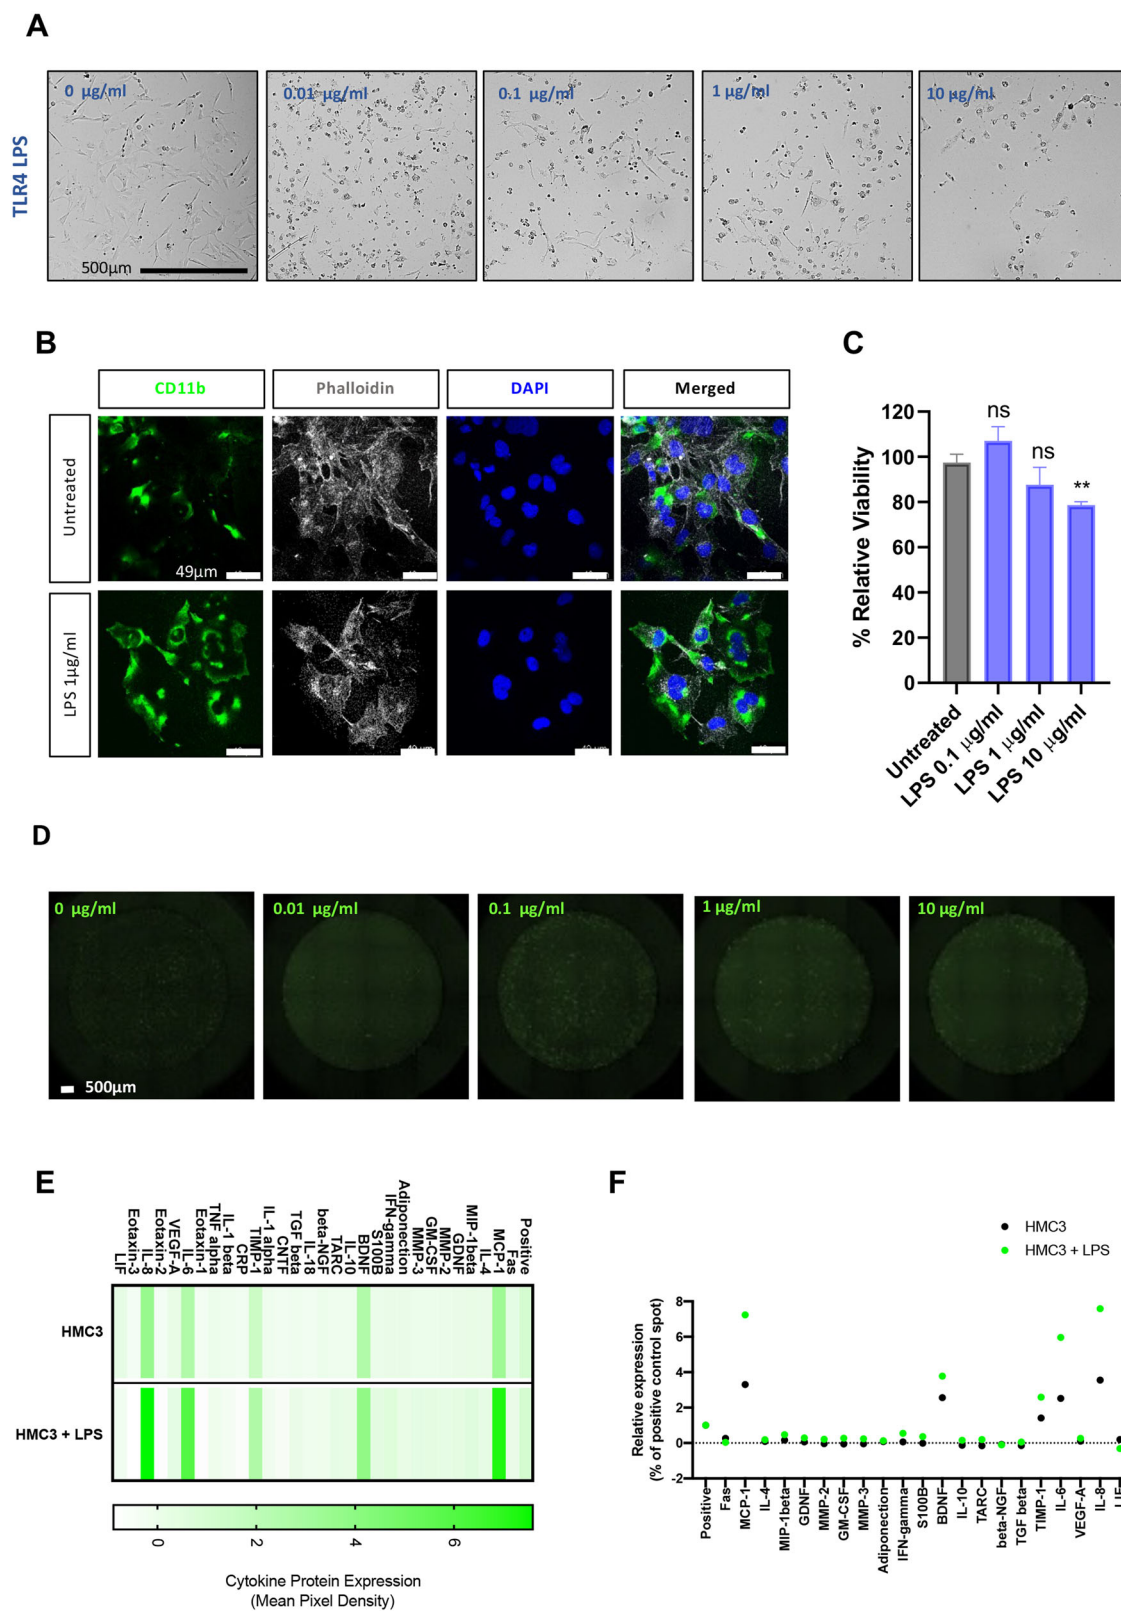 A
TLR4 LPS
0 µg/ml
0.01 µg/ml
0.1 µg/ml
1 µg/ml
10 µg/ml
500µm
B
CD11b
Phalloidin
DAPI
Merged
Untreated
49µm
LPS 1µg/ml
C
% Relative Viability
120
100
80
60
40
20
0
ns
ns
**
Untreated
LPS 0.1 µg/ml
LPS 1 µg/ml
LPS 10 µg/ml
D
0 µg/ml
0.01 µg/ml
0.1 µg/ml
1 µg/ml
10 µg/ml
500µm
E
LIF
Eotaxin-3
IL-8
Eotaxin-2
VEGF-A
IL-6
Eotaxin-1
TNF alpha
IL-1 beta
CRP
TIMP-1
IL-1 alpha
CNTF
TGF beta
IL-18
beta-NGF
TARC
IL-10
BDNF
S100B
IFN-gamma
Adiponection
MMP-3
GM-CSF
MMP-2
GDNF
MIP-1beta
IL-4
MCP-1
Fas
Positive
HMC3
HMC3 + LPS
0
2
4
6
Cytokine Protein Expression
(Mean Pixel Density)
F
HMC3
HMC3 + LPS
Relative expression
(% of positive control spot)
8
6
4
2
0
-2
Positive
Fas
MCP-1
IL-4
MIP-1beta
GDNF
MMP-2
GM-CSF
MMP-3
Adiponection
IFN-gamma
S100B
BDNF
IL-10
TARC
beta-NGF
TGF beta
TIMP-1
IL-6
VEGF-A
IL-8
LIF